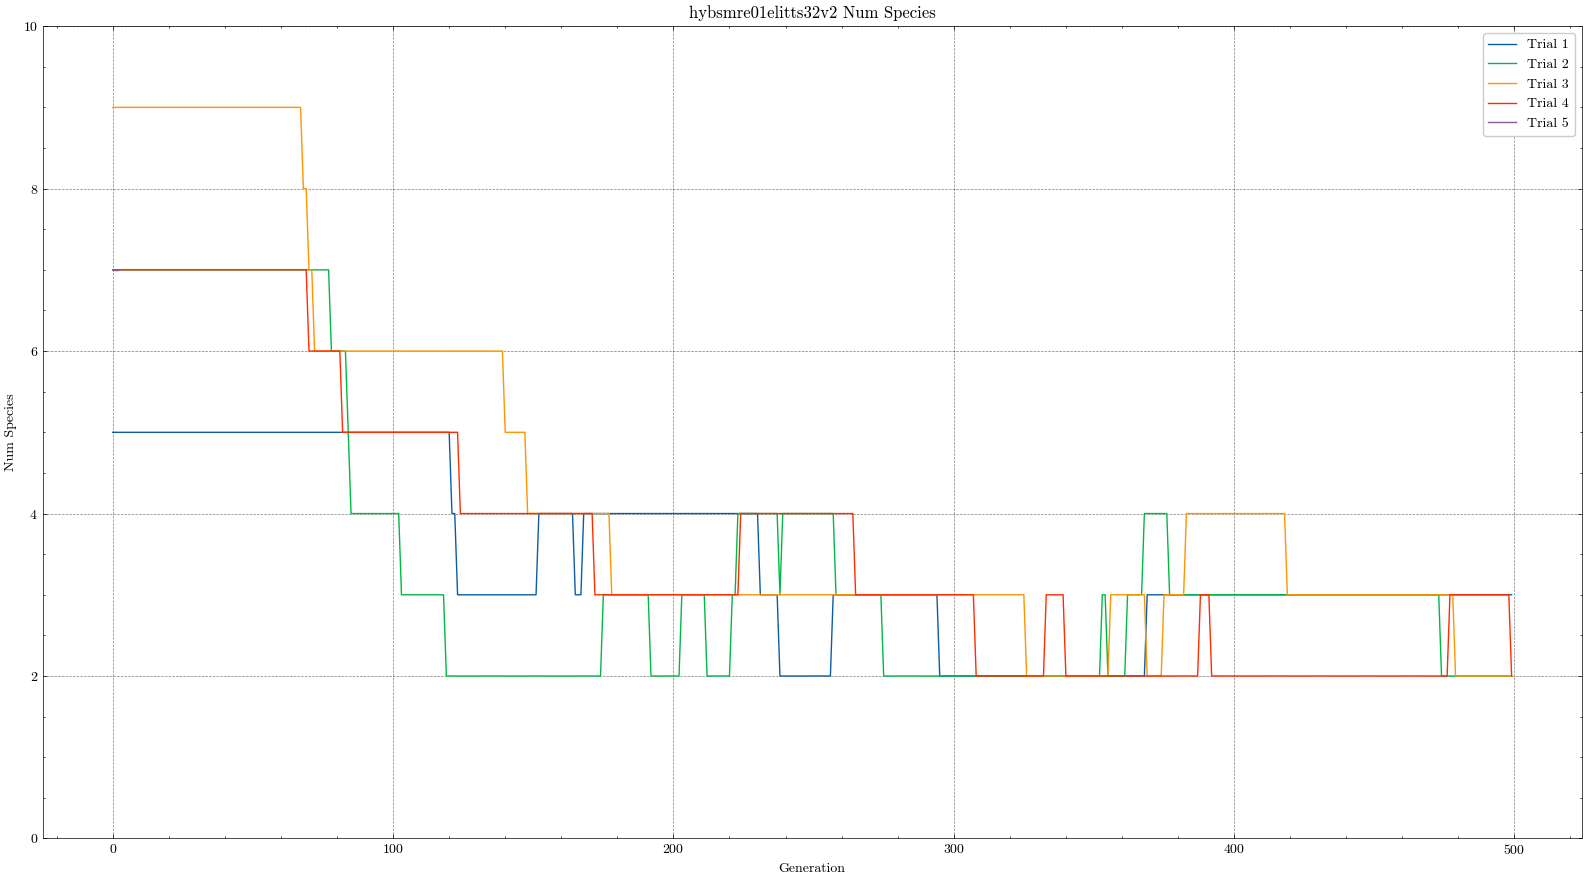 hybsmre01elitts32v2 Num Species
10
8
6
4
2
0
Num Species
Trial 1
Trial 2
Trial 3
Trial 4
Trial 5
0 100 200 300 400 500
Generation